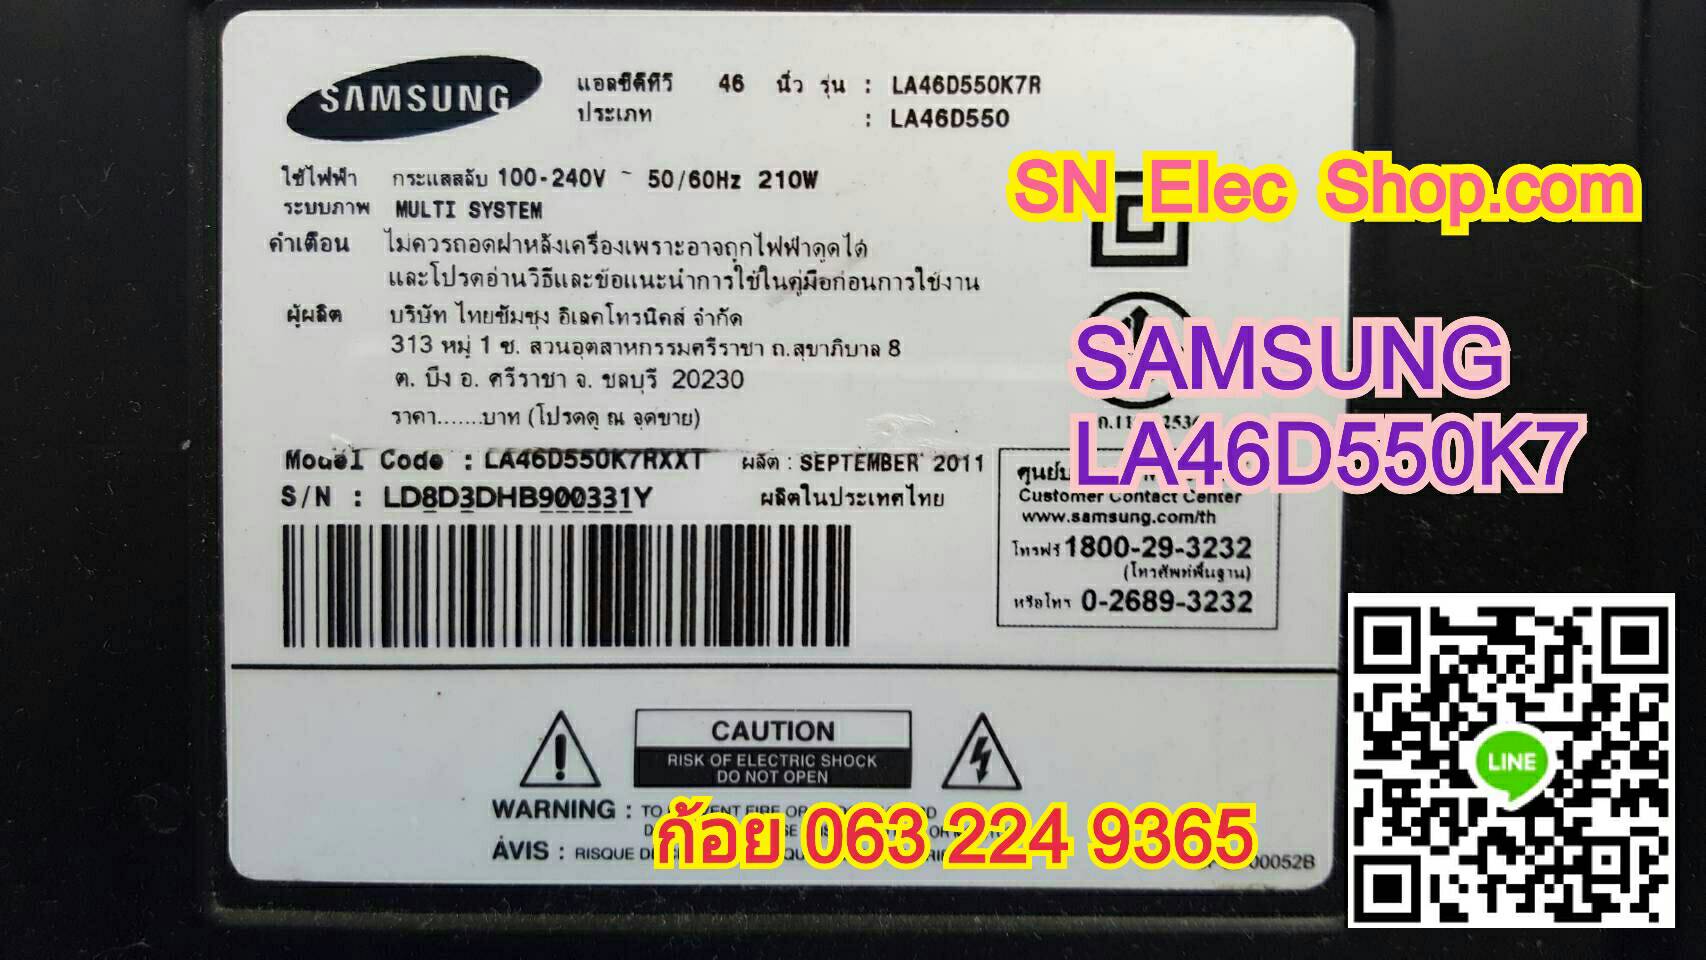 SAMSUNG
แอลซีดีทีวี 46 นิ้ว รุ่น : LA46D550K7R
ประเภท : LA46D550
ใช้ไฟฟ้า กระแสสลับ 100-240V ~ 50/60Hz 210W
ระบบภาพ MULTI SYSTEM
SN Elec Shop.com
คำเตือน ไม่ควรถอดฝาหลังเครื่องเพราะอาจถูกไฟฟ้าดูดได้
และโปรดอ่านวิธีและข้อแนะนำการใช้ในคู่มือก่อนการใช้งาน
ผู้ผลิต บริษัท ไทยซัมซุง อิเลคโทรนิคส์ จำกัด
313 หมู่ 1 ซ. สวนอุตสาหกรรมศรีราชา ถ.สุขาภิบาล 8
ต. บึง อ. ศรีราชา จ. ชลบุรี 20230
ราคา.......บาท (โปรดดู ณ จุดขาย)
SAMSUNG
LA46D550K7
Model Code : LA46D550K7RXXT ผลิต : SEPTEMBER 2011
S/N : LD8D3DHB900331Y ผลิตในประเทศไทย
Customer Contact Center
www.samsung.com/th
โทรฟรี 1800-29-3232
(โทรศัพท์พื้นฐาน)
หรือโทร 0-2689-3232
LINE
CAUTION
RISK OF ELECTRIC SHOCK
DO NOT OPEN
WARNING : TO
AVIS : RISQUE
ก้อย 063 224 9365